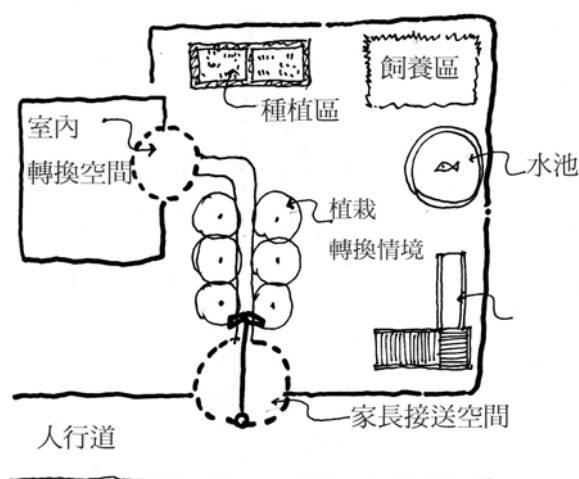 飼養區
種植區
室內
轉換空間
水池
植栽
轉換情境
家長接送空間
人行道